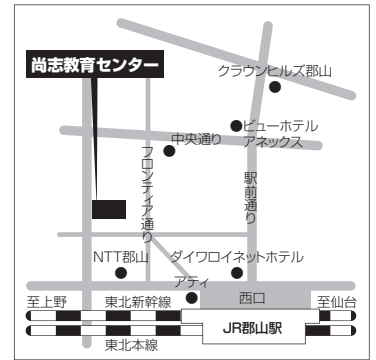 尚志教育センター
クラウンヒルズ郡山
ビューホテル
アネックス
中央通り
フロンティア通り
駅前通り
NTT郡山
ダイワロイネットホテル
アティ
西口
至上野
東北新幹線
至仙台
JR郡山駅
東北本線